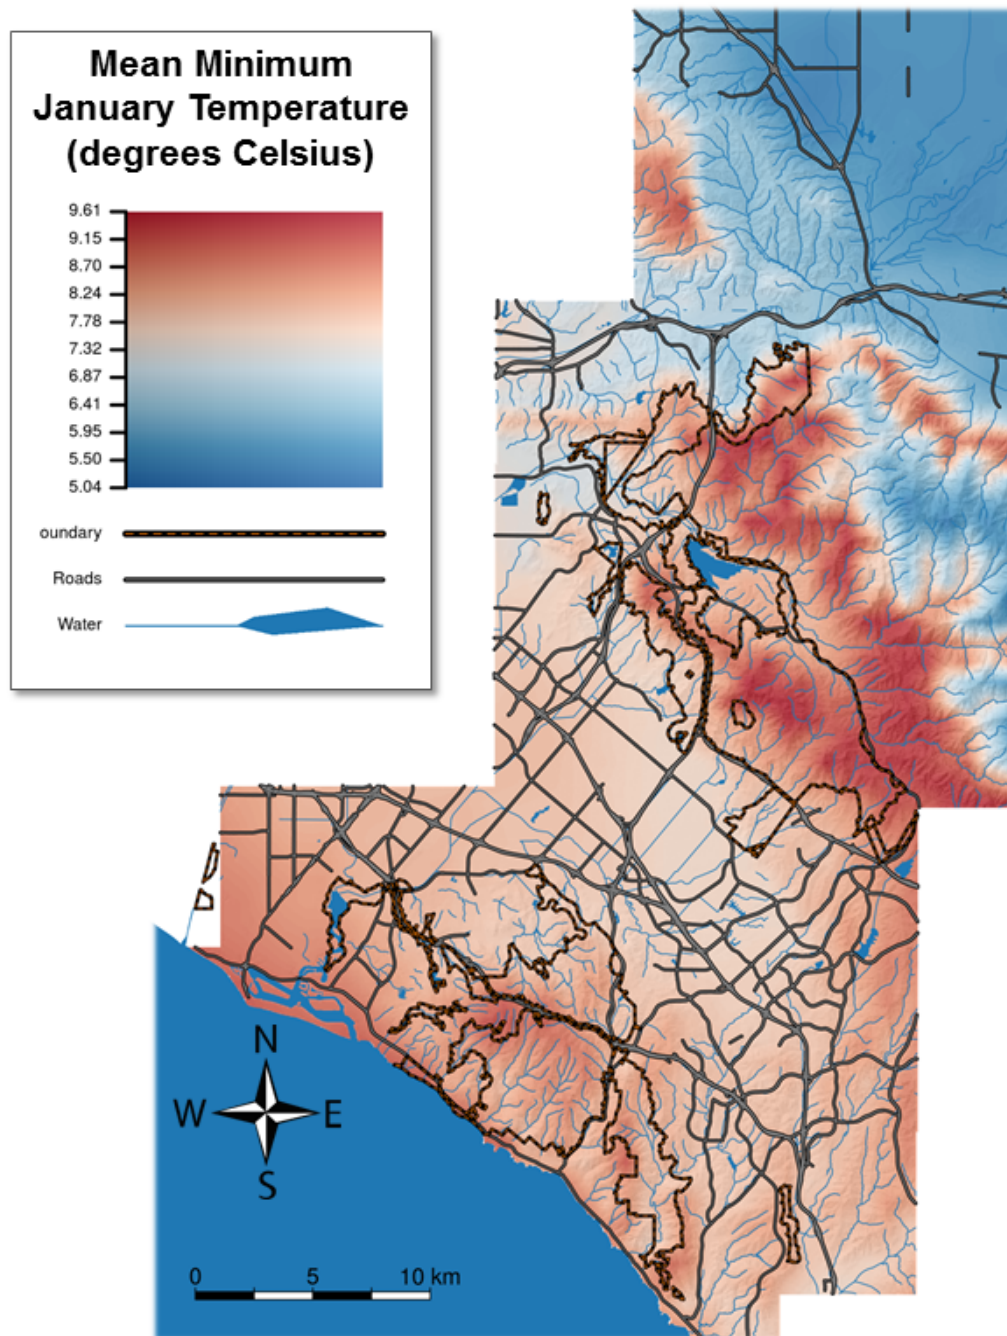 Mean Minimum
January Temperature
(degrees Celsius)
9.61
9.15
8.70
8.24
7.78
7.32
6.87
6.41
5.95
5.50
5.04
oundary
Roads
Water
N
W E
S
0 5 10 km